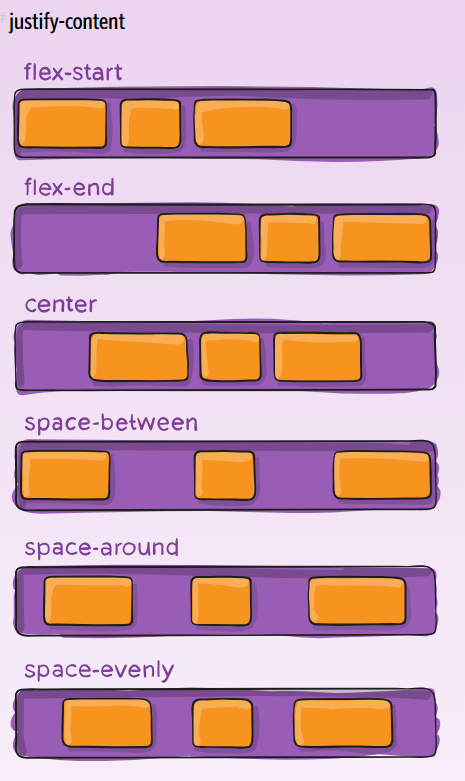 # justify-content
flex-start
flex-end
center
space-between
space-around
space-evenly